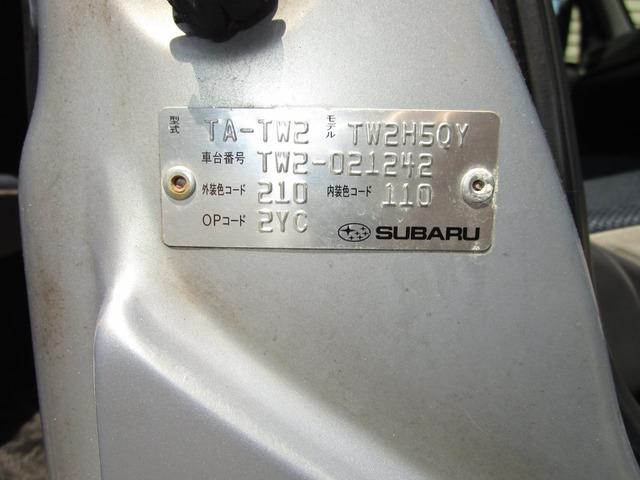 型式 TA-TW2 モデル TW2H5QY
車台番号 TW2-021242
外装色コード 210 内装色コード 110
OPコード 2YC SUBARU